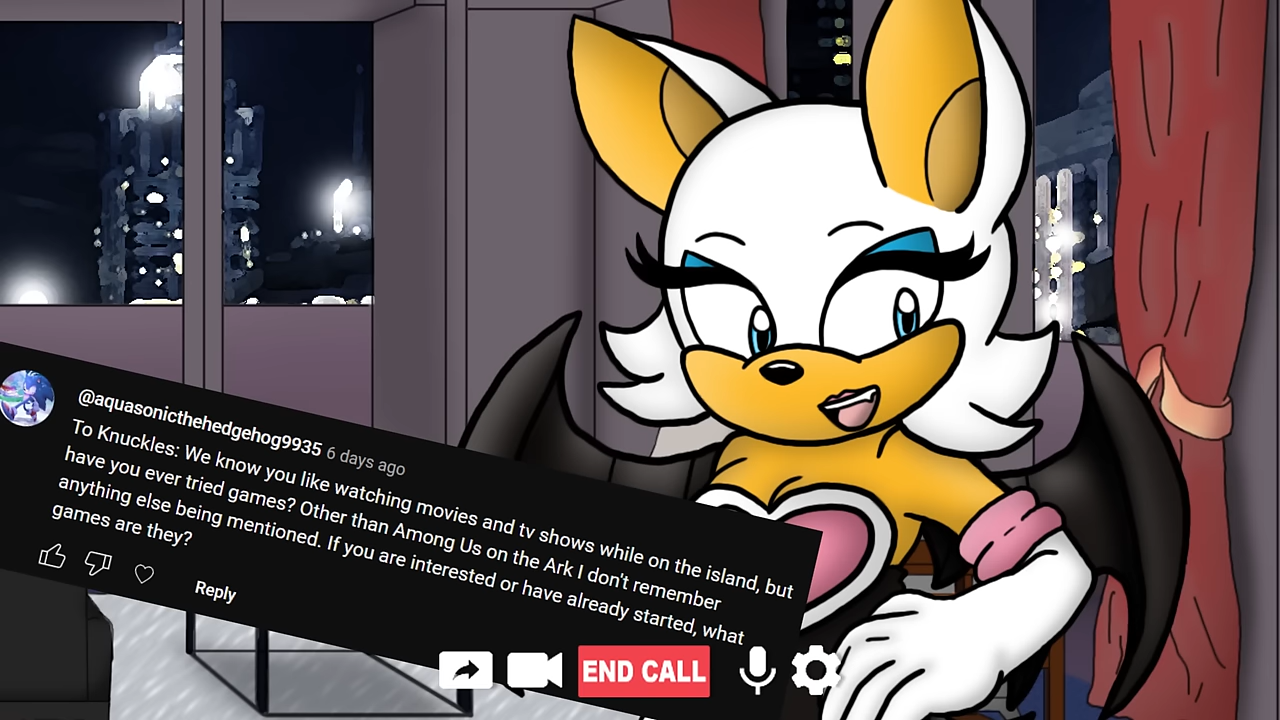 @aquasonicthehedgehog9935 6 days ago
To Knuckles: We know you like watching movies and tv shows while on the island, but
have you ever tried games? Other than Among Us on the Ark I don't remember
anything else being mentioned. If you are interested or have already started, what
games are they?
Reply
END CALL